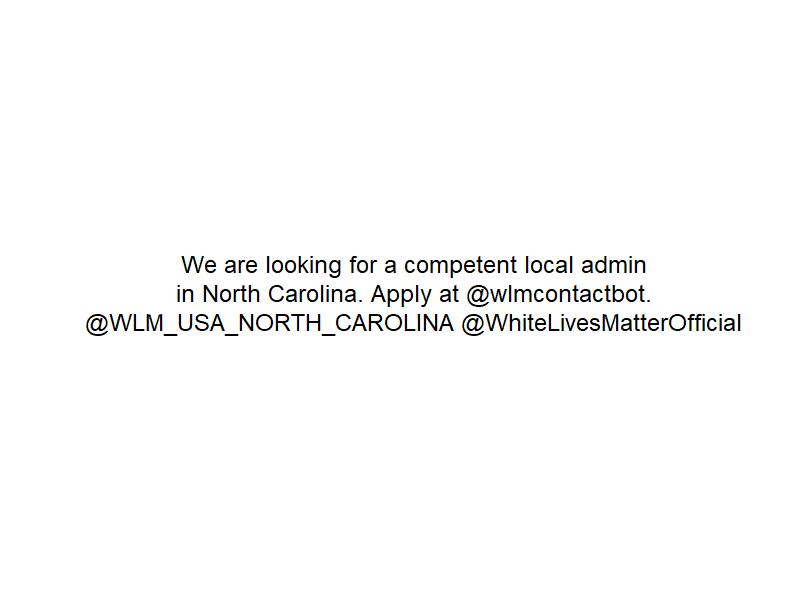 We are looking for a competent local admin
in North Carolina. Apply at @wlmcontactbot.
@WLM_USA_NORTH_CAROLINA @WhiteLivesMatterOfficial